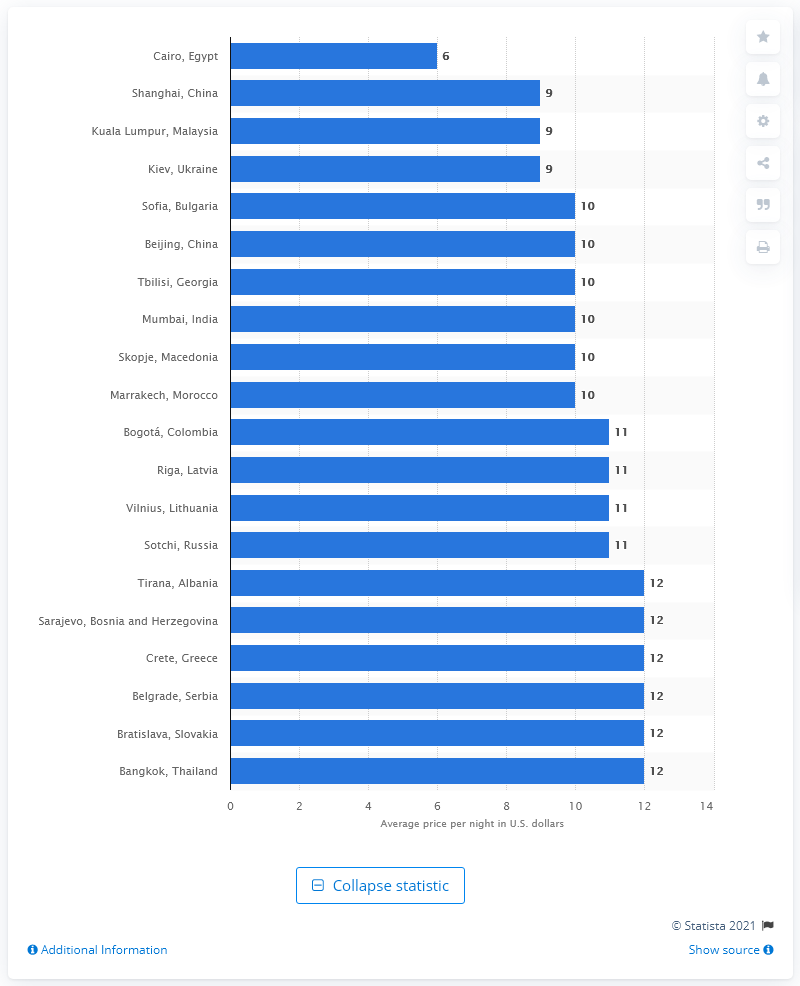 Cairo, Egypt 6
Shanghai, China 9
Kuala Lumpur, Malaysia 9
Kiev, Ukraine 9
Sofia, Bulgaria 10
Beijing, China 10
Tbilisi, Georgia 10
Mumbai, India 10
Skopje, Macedonia 10
Marrakech, Morocco 10
Bogotá, Colombia 11
Riga, Latvia 11
Vilnius, Lithuania 11
Sotchi, Russia 11
Tirana, Albania 12
Sarajevo, Bosnia and Herzegovina 12
Crete, Greece 12
Belgrade, Serbia 12
Bratislava, Slovakia 12
Bangkok, Thailand 12
0 2 4 6 8 10 12 14
Average price per night in U.S. dollars
Collapse statistic
© Statista 2021
Additional Information
Show source